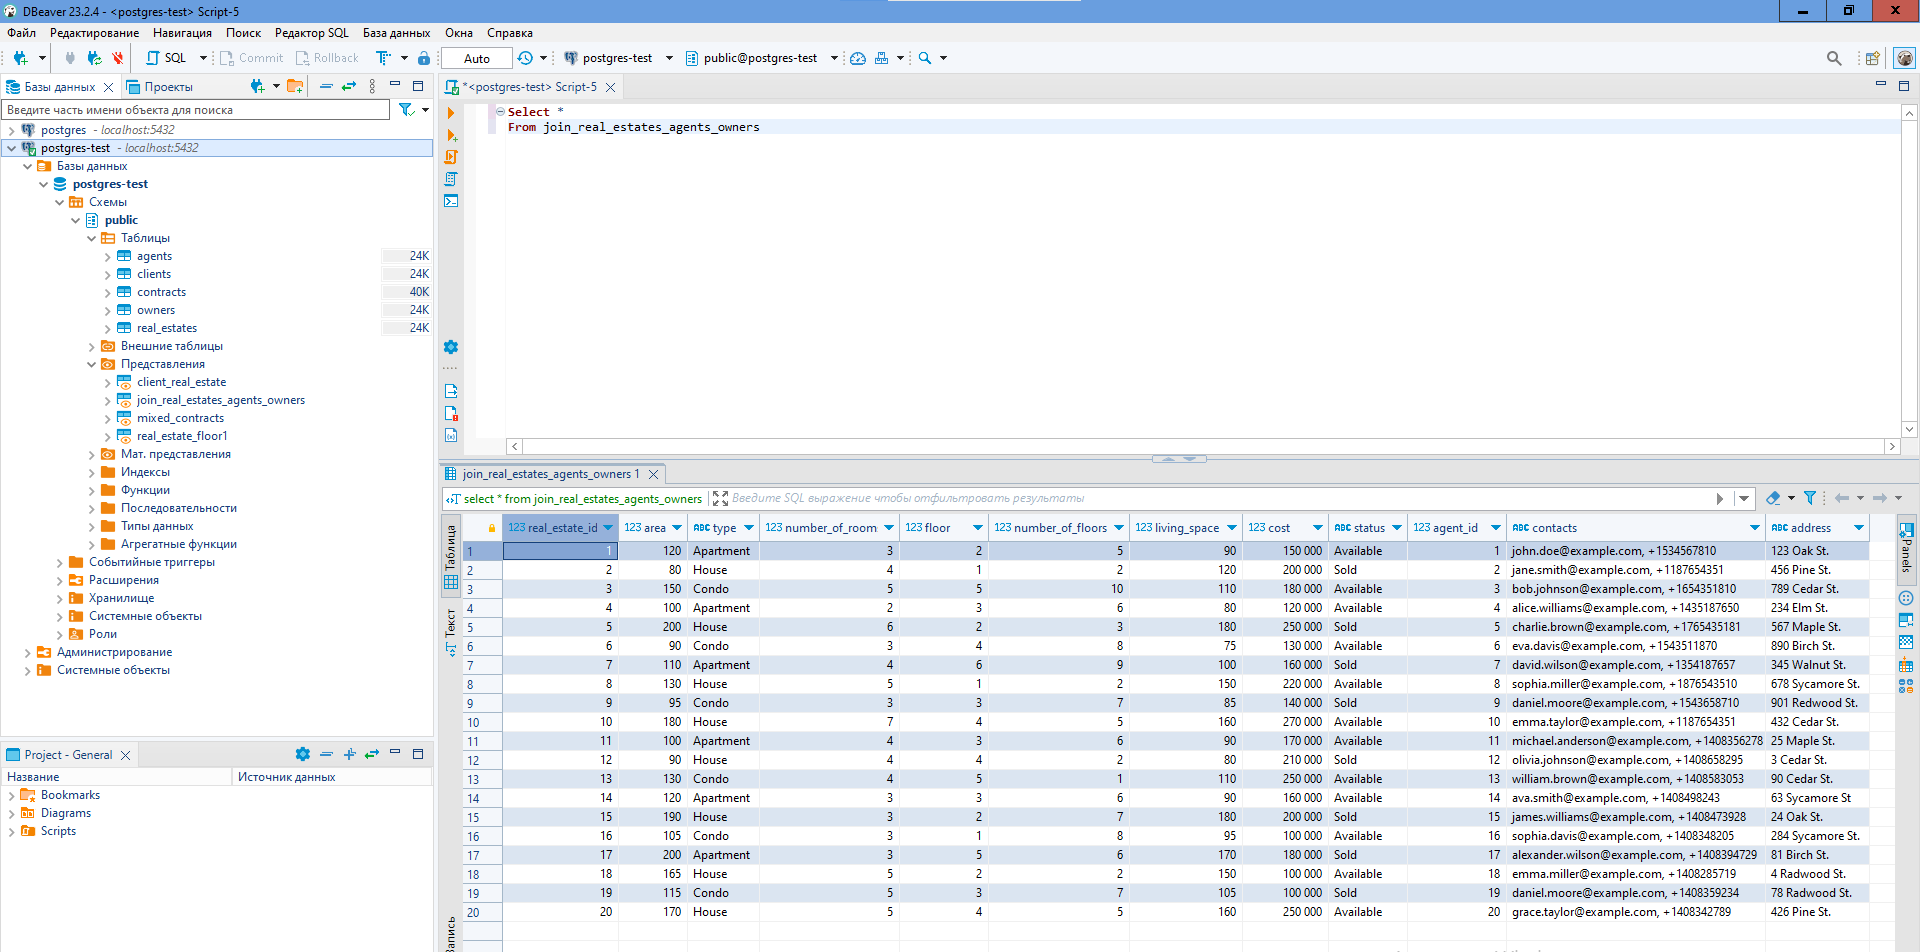 DBeaver 23.2.4 - <postgres-test> Script-5
Файл Редактирование Навигация Поиск Редактор SQL База данных Окна Справка
SQL Commit Rollback Auto postgres-test public@postgres-test
Базы данных Проекты
Введите часть имени объекта для поиска
postgres - localhost:5432
postgres-test - localhost:5432
Базы данных
postgres-test
Схемы
public
Таблицы
agents 24K
clients 24K
contracts 40K
owners 24K
real_estates 24K
Внешние таблицы
Представления
client_real_estate
join_real_estates_agents_owners
mixed_contracts
real_estate_floor1
Мат. представления
Индексы
Функции
Последовательности
Типы данных
Агрегатные функции
Событийные триггеры
Расширения
Хранилище
Системные объекты
Роли
Администрирование
Системные объекты
Project - General
Название Источник данных
Bookmarks
Diagrams
Scripts
*<postgres-test> Script-5
Select *
From join_real_estates_agents_owners
join_real_estates_agents_owners 1
select * from join_real_estates_agents_owners Введите SQL выражение чтобы отфильтровать результаты
Таблица
Текст
Panels
123 real_estate_id 123 area ABC type 123 number_of_room 123 floor 123 number_of_floors 123 living_space 123 cost ABC status 123 agent_id ABC contacts ABC address
1 1 120 Apartment 3 2 5 90 150 000 Available 1 john.doe@example.com, +1534567810 123 Oak St.
2 2 80 House 4 1 2 120 200 000 Sold 2 jane.smith@example.com, +1187654351 456 Pine St.
3 3 150 Condo 5 5 10 110 180 000 Available 3 bob.johnson@example.com, +1654351810 789 Cedar St.
4 4 100 Apartment 2 3 6 80 120 000 Available 4 alice.williams@example.com, +1435187650 234 Elm St.
5 5 200 House 6 2 3 180 250 000 Sold 5 charlie.brown@example.com, +1765435181 567 Maple St.
6 6 90 Condo 3 4 8 75 130 000 Available 6 eva.davis@example.com, +1543511870 890 Birch St.
7 7 110 Apartment 4 6 9 100 160 000 Sold 7 david.wilson@example.com, +1354187657 345 Walnut St.
8 8 130 House 5 1 2 150 220 000 Available 8 sophia.miller@example.com, +1876543510 678 Sycamore St.
9 9 95 Condo 3 3 7 85 140 000 Sold 9 daniel.moore@example.com, +1543658710 901 Redwood St.
10 10 180 House 7 4 5 160 270 000 Available 10 emma.taylor@example.com, +1187654351 432 Cedar St.
11 11 100 Apartment 4 3 6 90 170 000 Available 11 michael.anderson@example.com, +1408356278 25 Maple St.
12 12 90 House 4 4 2 80 210 000 Sold 12 olivia.johnson@example.com, +1408658295 3 Cedar St.
13 13 130 Condo 4 5 1 110 250 000 Available 13 william.brown@example.com, +1408583053 90 Cedar St.
14 14 120 Apartment 3 3 6 90 160 000 Available 14 ava.smith@example.com, +1408498243 63 Sycamore St
15 15 190 House 3 2 7 180 200 000 Sold 15 james.williams@example.com, +1408473928 24 Oak St.
16 16 105 Condo 3 1 8 95 100 000 Available 16 sophia.davis@example.com, +1408348205 284 Sycamore St.
17 17 200 Apartment 3 5 6 170 180 000 Sold 17 alexander.wilson@example.com, +1408394729 81 Birch St.
18 18 165 House 5 2 2 150 100 000 Available 18 emma.miller@example.com, +1408285719 4 Radwood St.
19 19 115 Condo 5 3 7 105 100 000 Sold 19 daniel.moore@example.com, +1408359234 78 Radwood St.
20 20 170 House 5 4 5 160 250 000 Available 20 grace.taylor@example.com, +1408342789 426 Pine St.